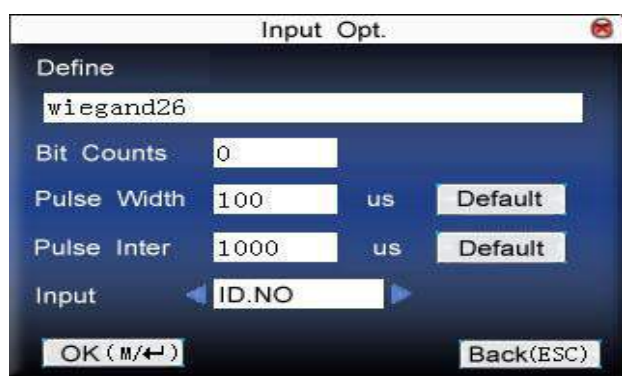 Input Opt.
Define
wiegand26
Bit Counts 0
Pulse Width 100 us Default
Pulse Inter 1000 us Default
Input ID.NO
OK(M/↵) Back(ESC)